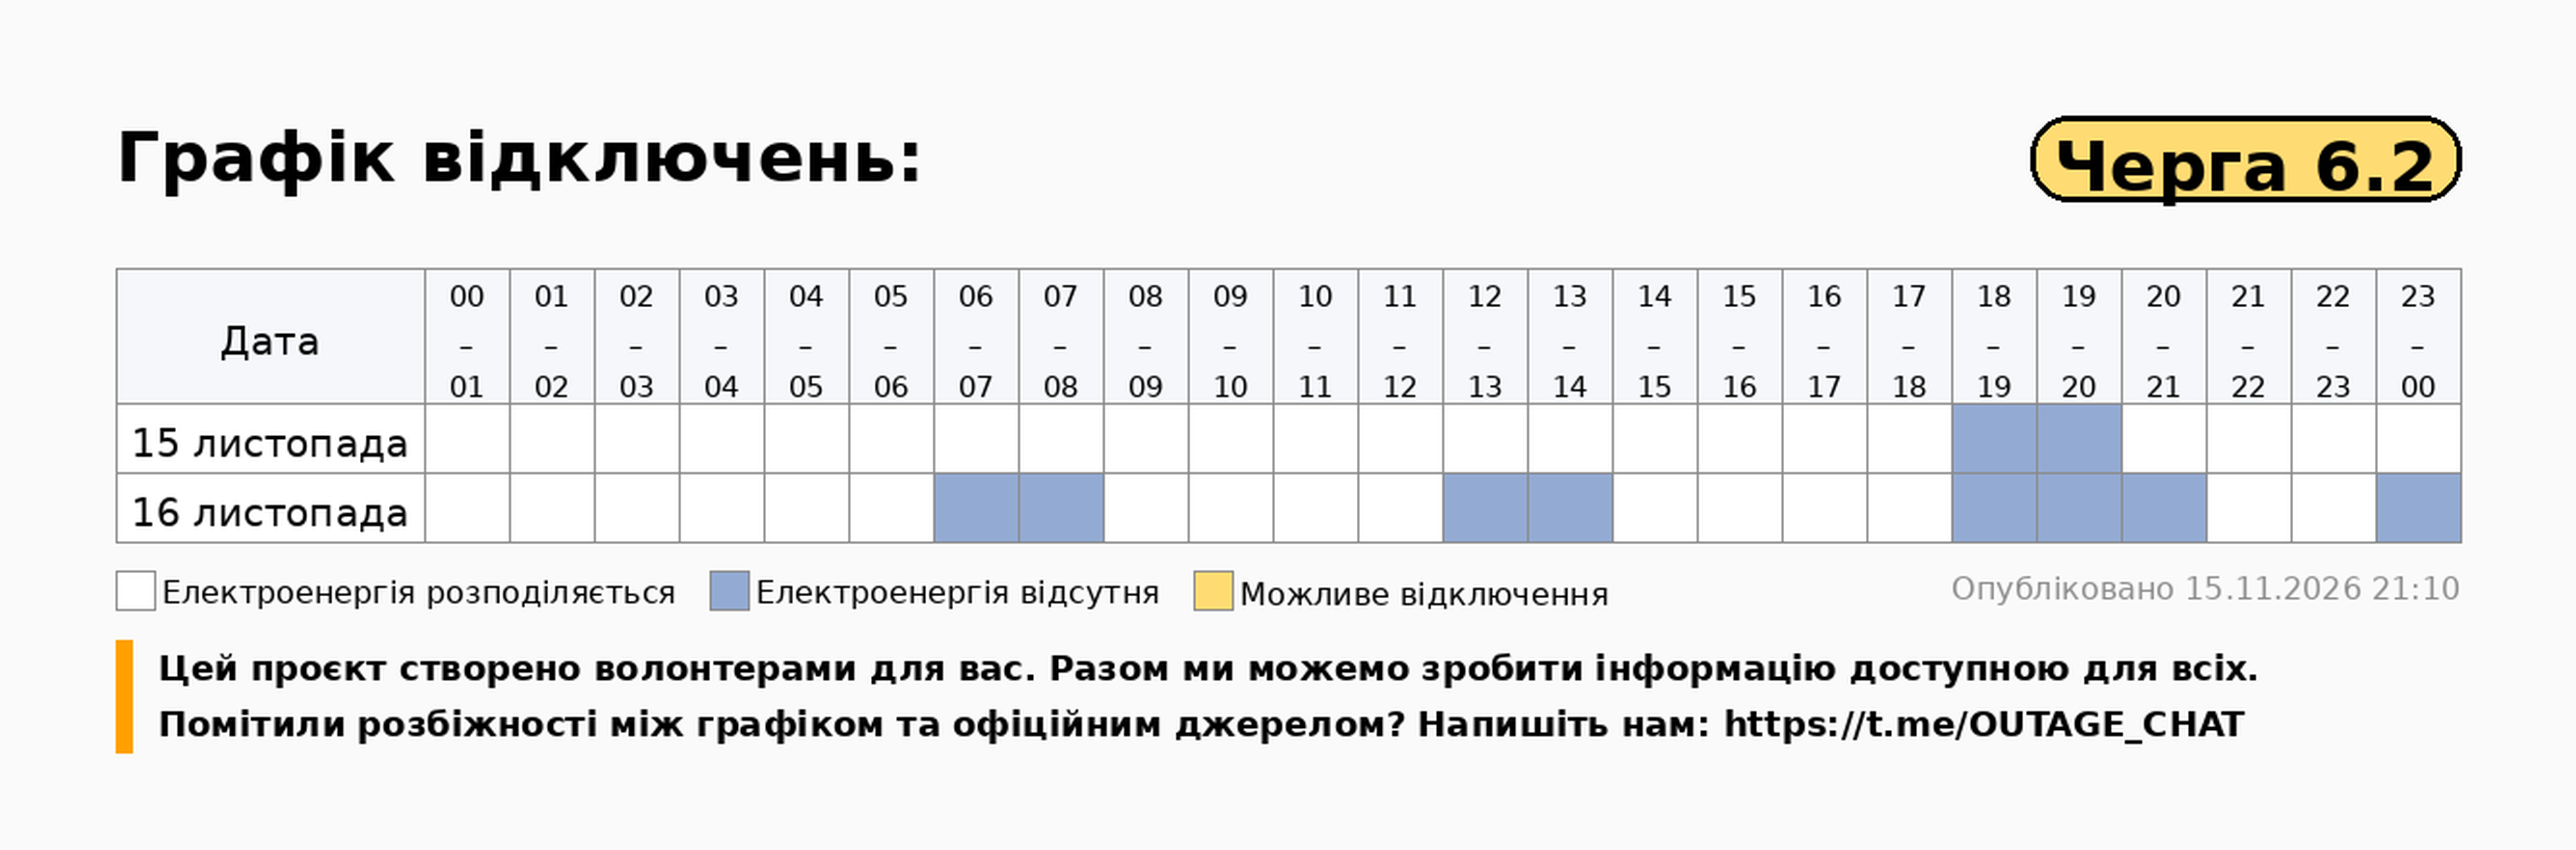 Графік відключень:
Черга 6.2
Дата
00 – 01
01 – 02
02 – 03
03 – 04
04 – 05
05 – 06
06 – 07
07 – 08
08 – 09
09 – 10
10 – 11
11 – 12
12 – 13
13 – 14
14 – 15
15 – 16
16 – 17
17 – 18
18 – 19
19 – 20
20 – 21
21 – 22
22 – 23
23 – 00
15 листопада
16 листопада
Електроенергія розподіляється
Електроенергія відсутня
Можливе відключення
Опубліковано 15.11.2026 21:10
Цей проєкт створено волонтерами для вас. Разом ми можемо зробити інформацію доступною для всіх.
Помітили розбіжності між графіком та офіційним джерелом? Напишіть нам: https://t.me/OUTAGE_CHAT